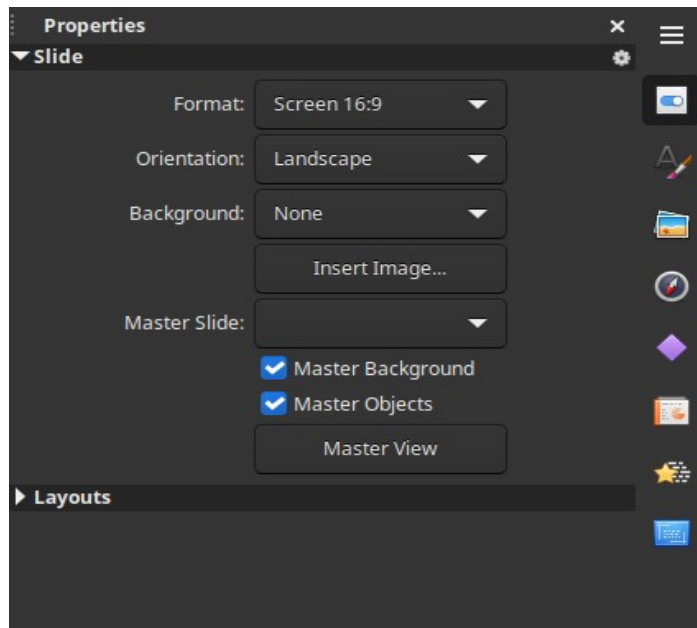 Properties
Slide
Format: Screen 16:9
Orientation: Landscape
Background: None
Insert Image...
Master Slide:
Master Background
Master Objects
Master View
Layouts